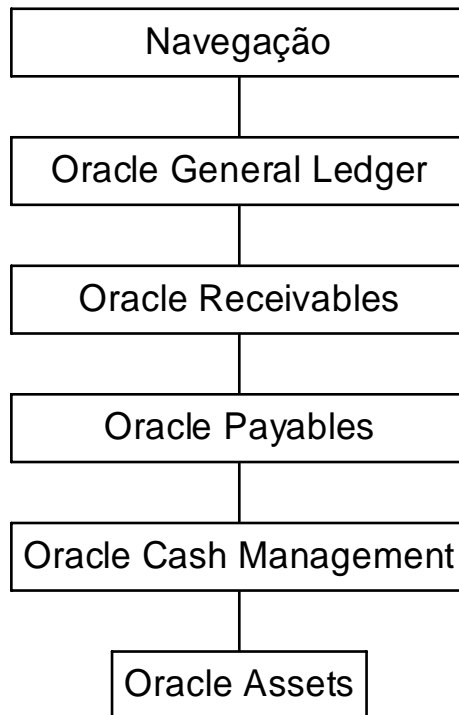 Navegação
Oracle General Ledger
Oracle Receivables
Oracle Payables
Oracle Cash Management
Oracle Assets